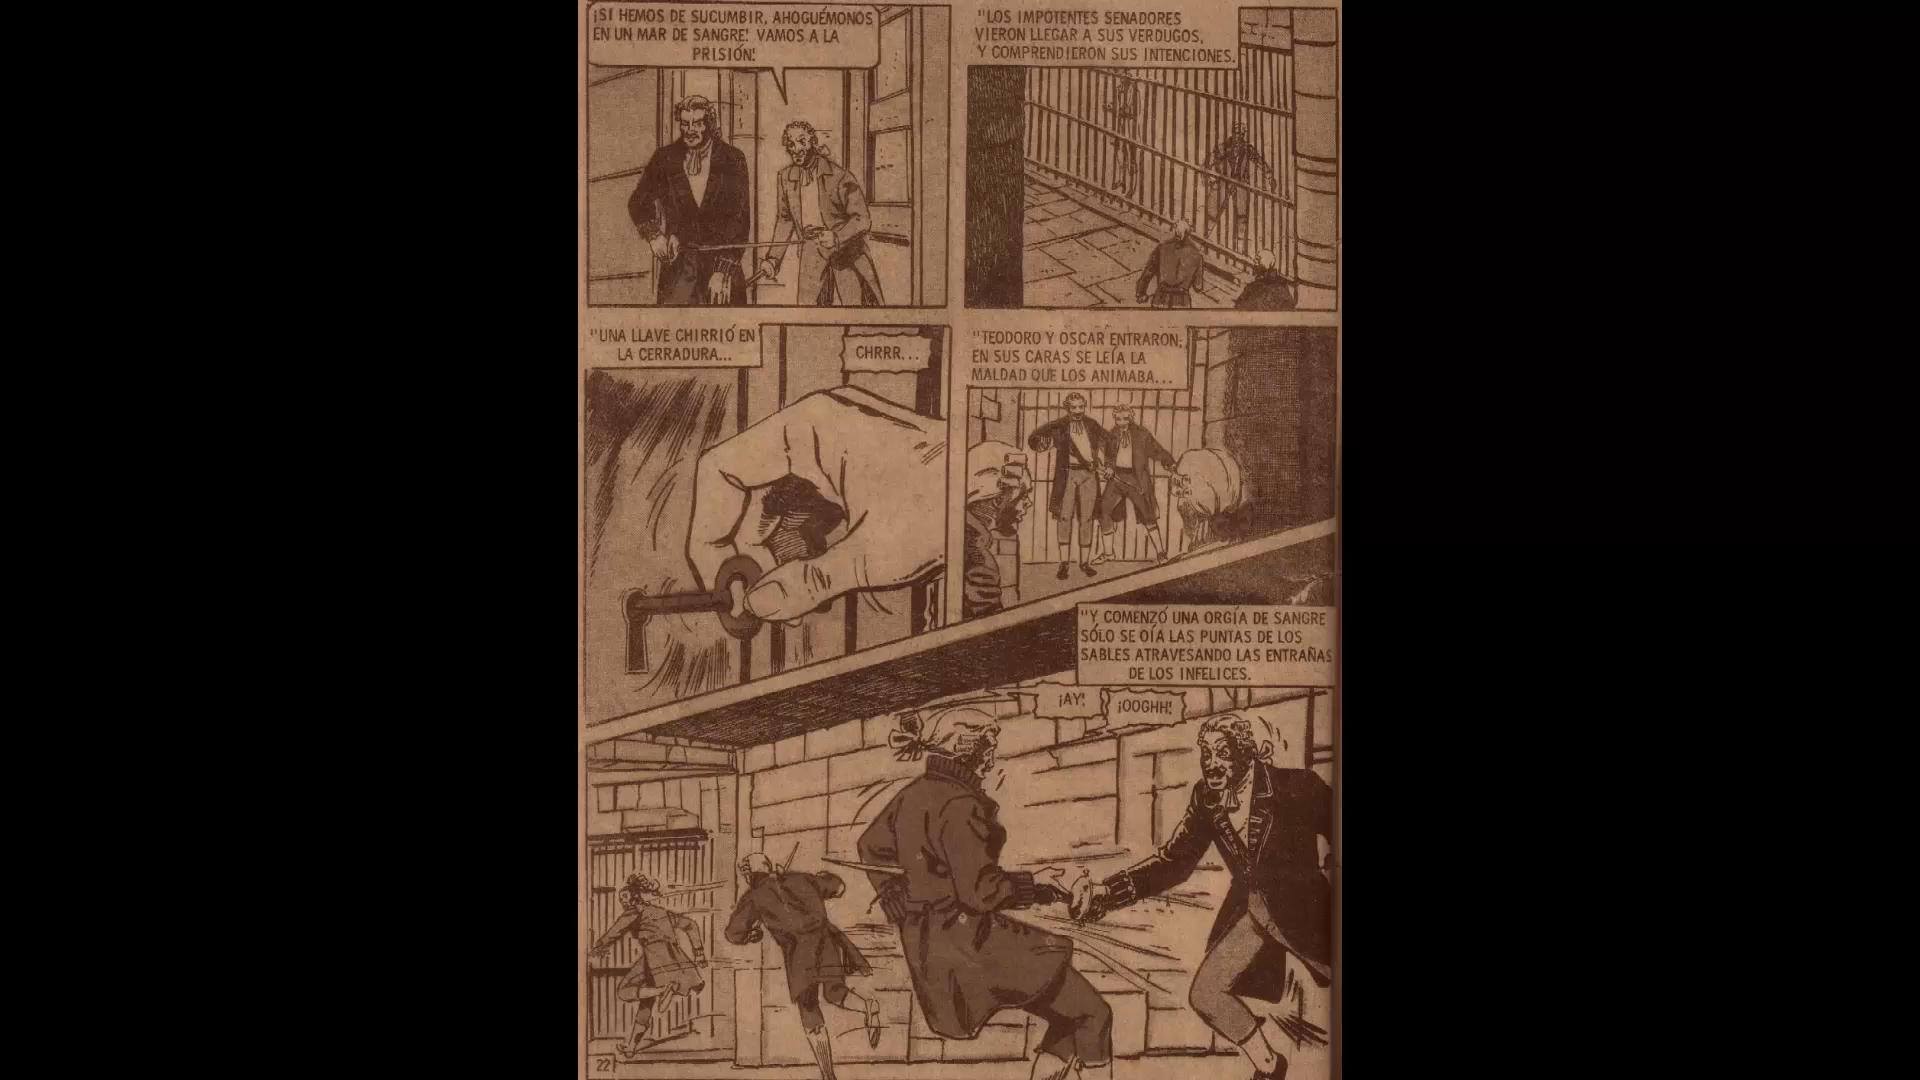 ¡SI HEMOS DE SUCUMBIR, AHOGUÉMONOS
EN UN MAR DE SANGRE! VAMOS A LA
PRISIÓN!
"LOS IMPOTENTES SENADORES
VIERON LLEGAR A SUS VERDUGOS,
Y COMPRENDIERON SUS INTENCIONES.
"UNA LLAVE CHIRRIÓ EN
LA CERRADURA...
CHRRR...
"TEODORO Y OSCAR ENTRARON;
EN SUS CARAS SE LEÍA LA
MALDAD QUE LOS ANIMABA...
"Y COMENZÓ UNA ORGÍA DE SANGRE
SÓLO SE OÍA LAS PUNTAS DE LOS
SABLES ATRAVESANDO LAS ENTRAÑAS
DE LOS INFELICES.
¡AY!
¡OOGHH!
22